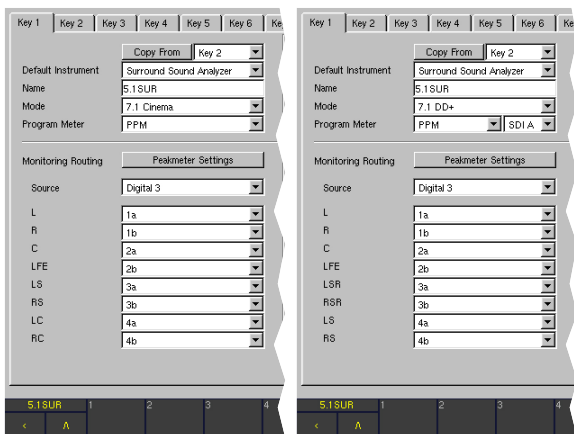 Key 1 Key 2 Key 3 Key 4 Key 5 Key 6 Ke
Copy From Key 2
Default Instrument Surround Sound Analyzer
Name 5.1SUR
Mode 7.1 Cinema
Program Meter PPM
Monitoring Routing Peakmeter Settings
Source Digital 3
L 1a
R 1b
C 2a
LFE 2b
LS 3a
RS 3b
LC 4a
RC 4b
5.1SUR 1 2 3 4
< Λ
Key 1 Key 2 Key 3 Key 4 Key 5 Key 6 Ke
Copy From Key 2
Default Instrument Surround Sound Analyzer
Name 5.1SUR
Mode 7.1 DD+
Program Meter PPM SDI A
Monitoring Routing Peakmeter Settings
Source Digital 3
L 1a
R 1b
C 2a
LFE 2b
LSR 3a
RSR 3b
LS 4a
RS 4b
5.1SUR 1 2 3 4
< Λ